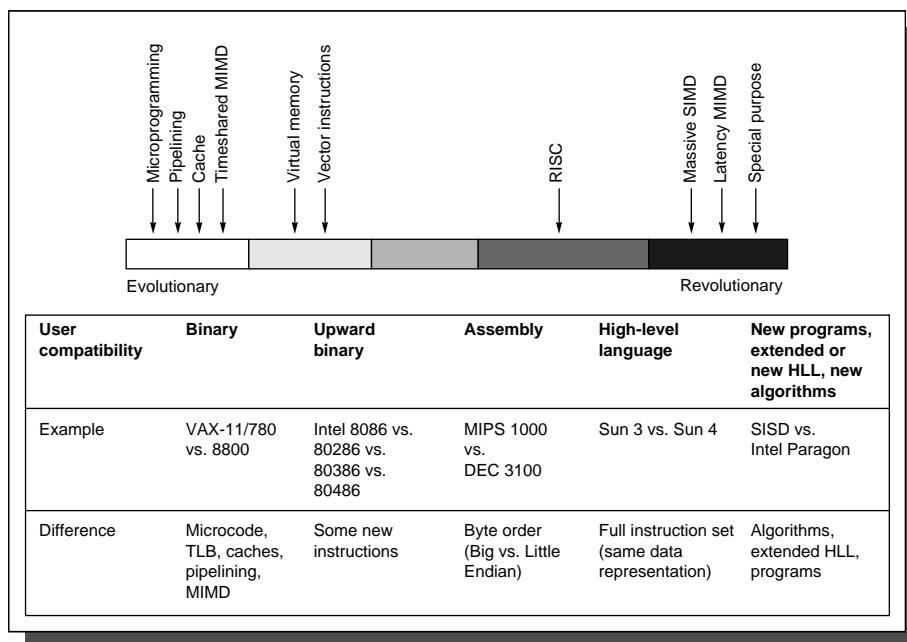 Microprogramming
Pipelining
Cache
Timeshared MIMD
Virtual memory
Vector instructions
RISC
Massive SIMD
Latency MIMD
Special purpose
Evolutionary
Revolutionary
User
compatibility
Binary
Upward
binary
Assembly
High-level
language
New programs,
extended or
new HLL, new
algorithms
Example
VAX-11/780
vs. 8800
Intel 8086 vs.
80286 vs.
80386 vs.
80486
MIPS 1000
vs.
DEC 3100
Sun 3 vs. Sun 4
SISD vs.
Intel Paragon
Difference
Microcode,
TLB, caches,
pipelining,
MIMD
Some new
instructions
Byte order
(Big vs. Little
Endian)
Full instruction set
(same data
representation)
Algorithms,
extended HLL,
programs